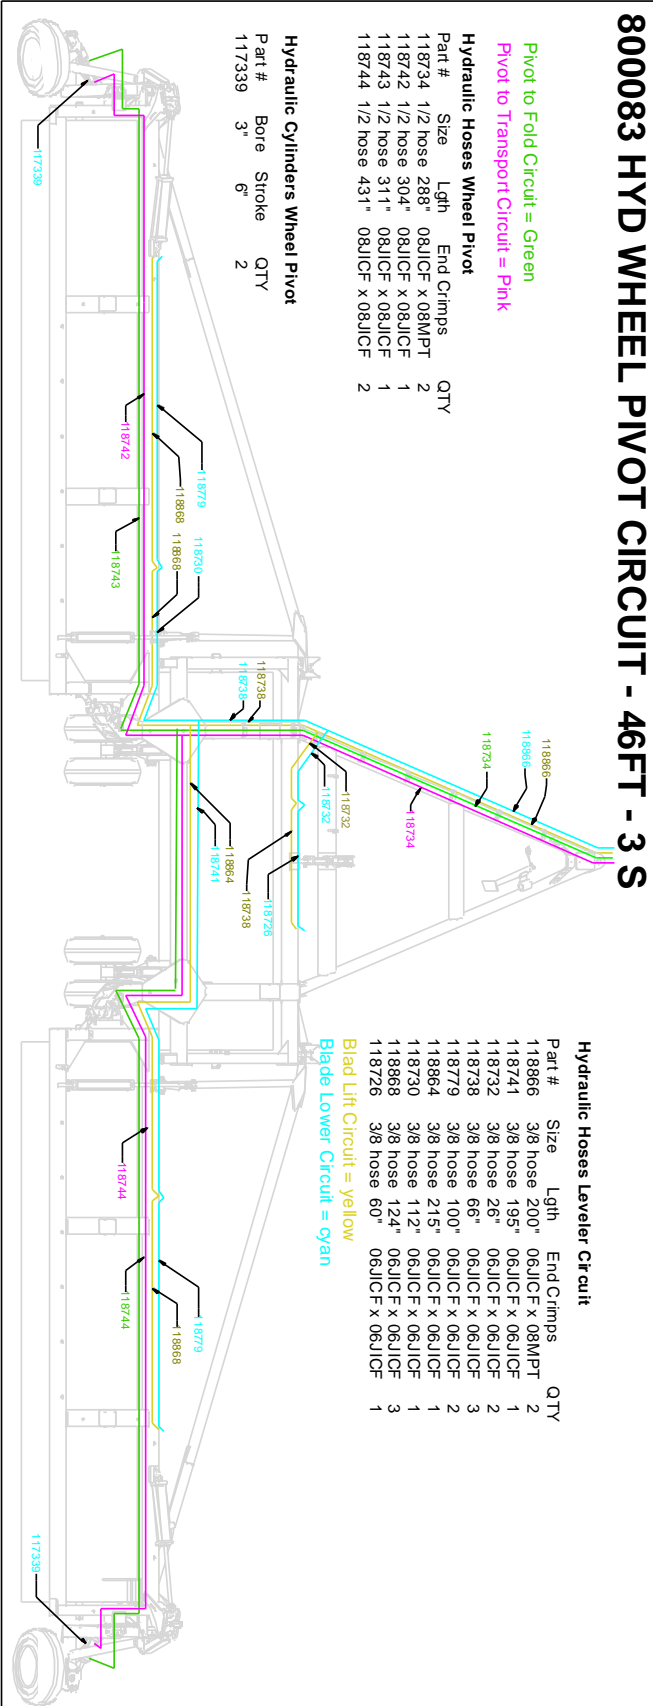 800083 HYD WHEEL PIVOT CIRCUIT - 46FT - 3 S
Pivot to Fold Circuit = Green
Pivot to Transport Circuit = Pink
Hydraulic Hoses Wheel Pivot
Part # Size Lgth End Crimps QTY
118734 1/2 hose 288" 08JICF x 08MPT 2
118742 1/2 hose 304" 08JICF x 08JICF 1
118743 1/2 hose 311" 08JICF x 08JICF 1
118744 1/2 hose 431" 08JICF x 08JICF 2
Hydraulic Cylinders Wheel Pivot
Part # Bore Stroke QTY
117339 3" 6" 2
Hydraulic Hoses Leveler Circuit
Part # Size Lgth End Crimps QTY
118866 3/8 hose 200" 06JICF x 08MPT 2
118741 3/8 hose 195" 06JICF x 06JICF 1
118732 3/8 hose 26" 06JICF x 06JICF 2
118738 3/8 hose 66" 06JICF x 06JICF 3
118779 3/8 hose 100" 06JICF x 06JICF 2
118864 3/8 hose 215" 06JICF x 06JICF 1
118730 3/8 hose 112" 06JICF x 06JICF 1
118868 3/8 hose 124" 06JICF x 06JICF 3
118726 3/8 hose 60" 06JICF x 06JICF 1
Blad Lift Circuit = yellow
Blade Lower Circuit = cyan
118866
118866
118734
118734
118738
118738
118732
118732
118726
118738
118864
118741
118779
118868
118730
118868
118742
118743
117339
118744
118744
118779
118868
117339